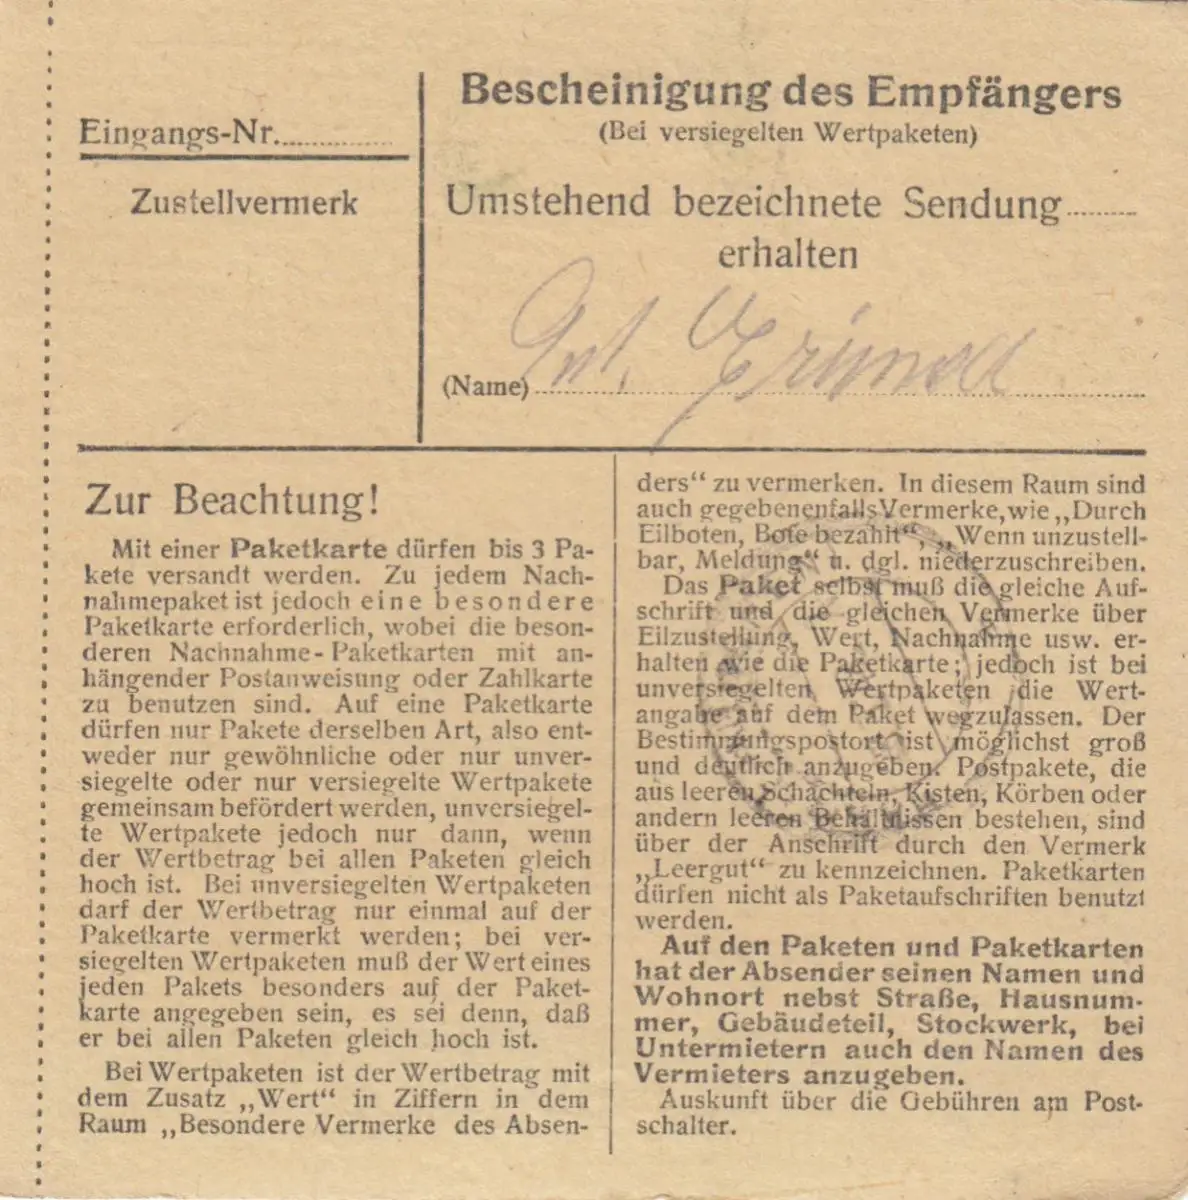 Eingangs-Nr.
Zustellvermerk
Bescheinigung des Empfängers
(Bei versiegelten Wertpaketen)
Umstehend bezeichnete Sendung
erhalten
(Name)
Zur Beachtung!
Mit einer Paketkarte dürfen bis 3 Pa-
kete versandt werden. Zu jedem Nach-
nahmepaket ist jedoch eine besondere
Paketkarte erforderlich, wobei die beson-
deren Nachnahme-Paketkarten mit an-
hängender Postanweisung oder Zahlkarte
zu benutzen sind. Auf eine Paketkarte
dürfen nur Pakete derselben Art, also ent-
weder nur gewöhnliche oder nur unver-
siegelte oder nur versiegelte Wertpakete
gemeinsam befördert werden, unversiegel-
te Wertpakete jedoch nur dann, wenn
der Wertbetrag bei allen Paketen gleich
hoch ist. Bei unversiegelten Wertpaketen
darf der Wertbetrag nur einmal auf der
Paketkarte vermerkt werden; bei ver-
siegelten Wertpaketen muß der Wert eines
jeden Pakets besonders auf der Paket-
karte angegeben sein, es sei denn, daß
er bei allen Paketen gleich hoch ist.
Bei Wertpaketen ist der Wertbetrag mit
dem Zusatz „Wert“ in Ziffern in dem
Raum „Besondere Vermerke des Absen-
ders“ zu vermerken. In diesem Raum sind
auch gegebenenfalls Vermerke, wie „Durch
Eilboten, Bote bezahlt“, „Wenn unzustell-
bar, Meldung“ u. dgl. niederzuschreiben.
Das Paket selbst muß die gleiche Auf-
schrift und die gleichen Vermerke über
Eilzustellung, Wert, Nachnahme usw. er-
halten wie die Paketkarte; jedoch ist bei
unversiegelten Wertpaketen die Wert-
angabe auf dem Paket wegzulassen. Der
Bestimmungspostort ist möglichst groß
und deutlich anzugeben. Postpakete, die
aus leeren Schachteln, Kisten, Körben oder
andern leeren Behältnissen bestehen, sind
über der Anschrift durch den Vermerk
„Leergut“ zu kennzeichnen. Paketkarten
dürfen nicht als Paketaufschriften benutzt
werden.
Auf den Paketen und Paketkarten
hat der Absender seinen Namen und
Wohnort nebst Straße, Hausnum-
mer, Gebäudeteil, Stockwerk, bei
Untermietern auch den Namen des
Vermieters anzugeben.
Auskunft über die Gebühren am Post-
schalter.